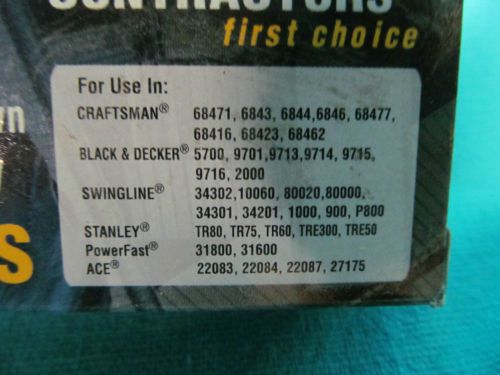 CONTRACTORS
first choice
For Use In:
CRAFTSMAN® 68471, 6843, 6844,6846, 68477,
68416, 68423, 68462
BLACK & DECKER® 5700, 9701,9713,9714, 9715,
9716, 2000
SWINGLINE® 34302,10060, 80020,80000,
34301, 34201, 1000, 900, P800
STANLEY® TR80, TR75, TR60, TRE300, TRE50
PowerFast® 31800, 31600
ACE® 22083, 22084, 22087, 27175